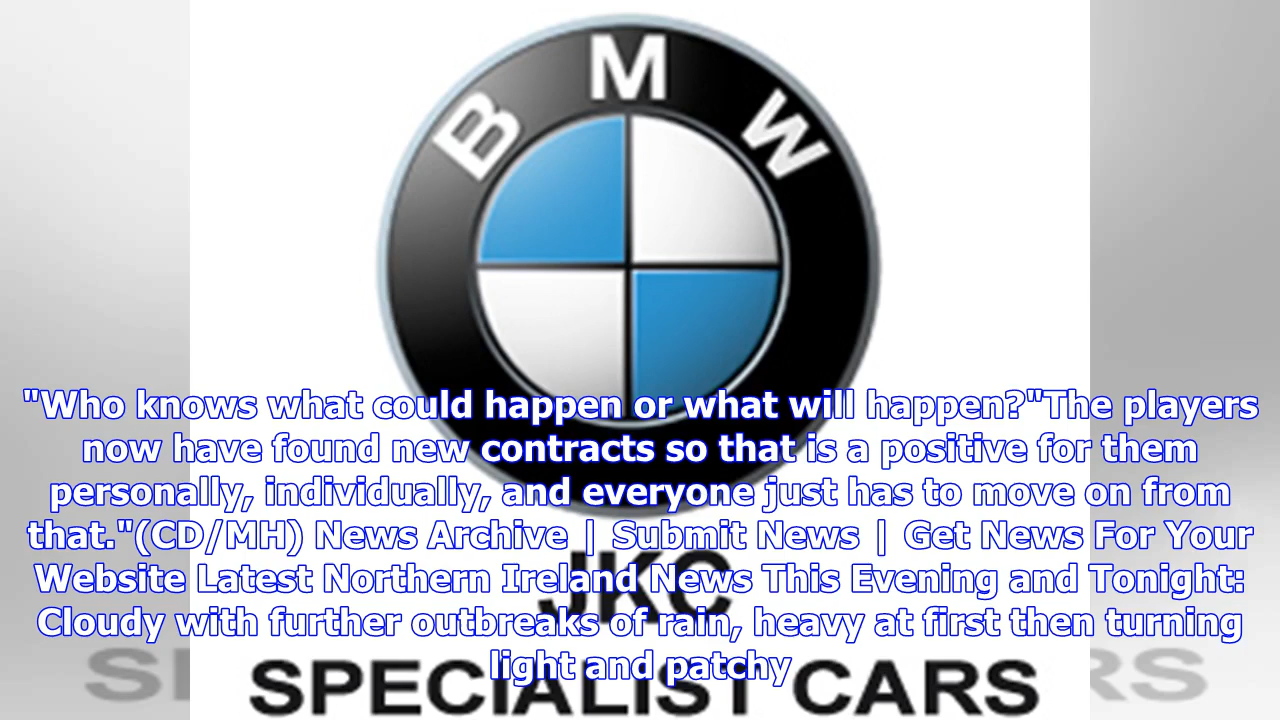 B M W
"Who knows what could happen or what will happen?"The players
now have found new contracts so that is a positive for them
personally, individually, and everyone just has to move on from
that."(CD/MH) News Archive | Submit News | Get News For Your
Website Latest Northern Ireland News This Evening and Tonight:
Cloudy with further outbreaks of rain, heavy at first then turning
light and patchy
JKC
SPECIALIST CARS